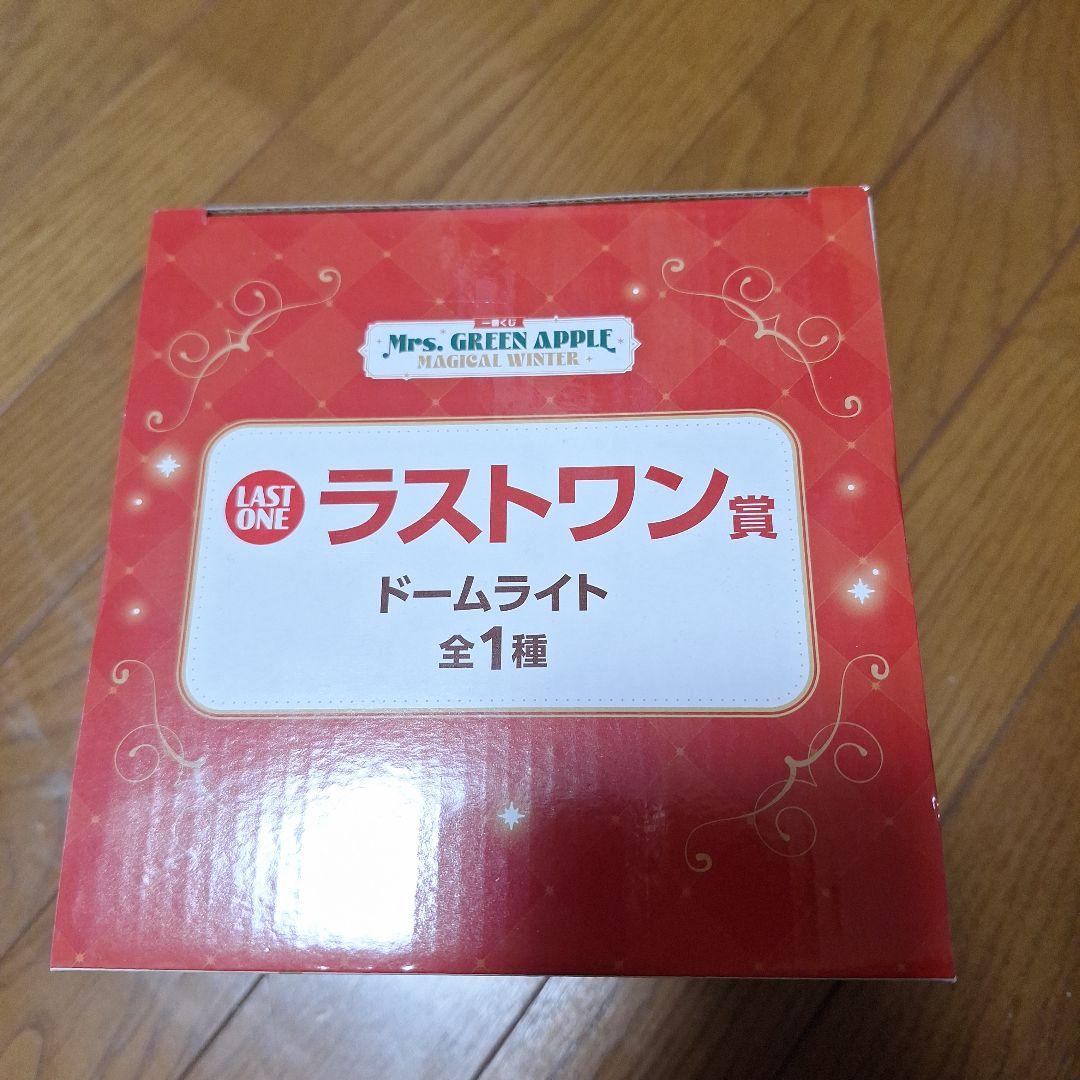 一番くじ
Mrs. GREEN APPLE
MAGICAL WINTER
LAST
ONE
ラストワン賞
ドームライト
全1種